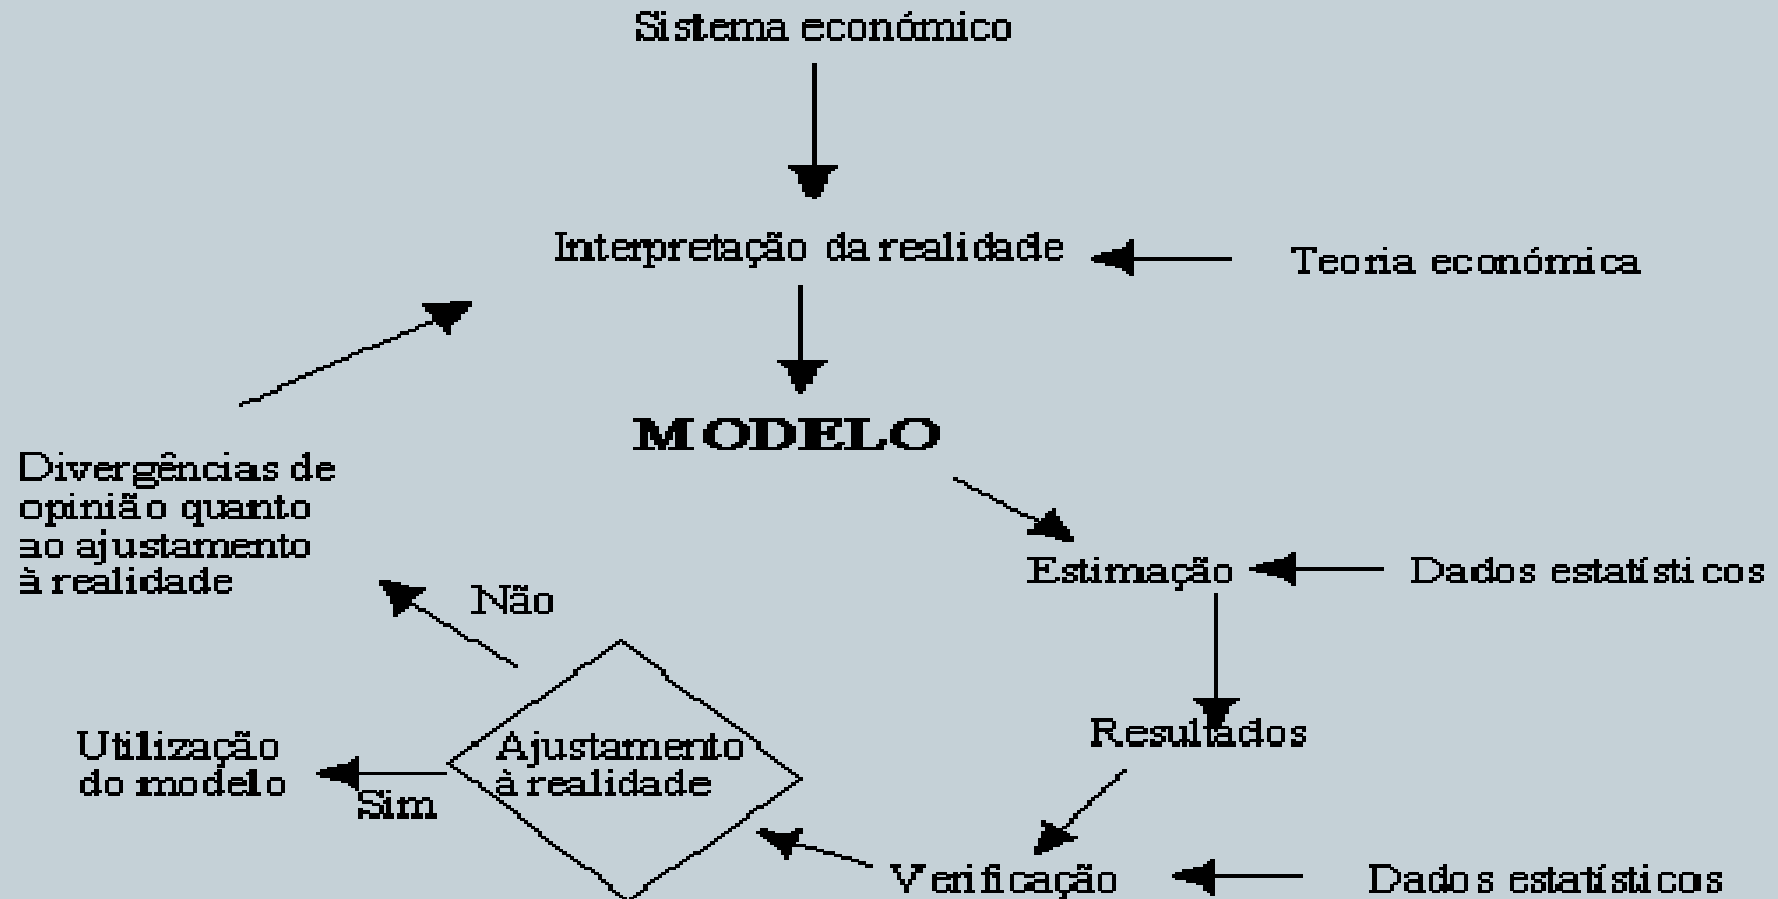 Sistema económico
Interpretação da realidade
Teoria económica
MODELO
Divergências de
opinião quanto
ao ajustamento
à realidade
Não
Estimação
Dados estatísticos
Resultados
Ajustamento
à realidade
Utilização
do modelo
Sim
Verificação
Dados estatísticos